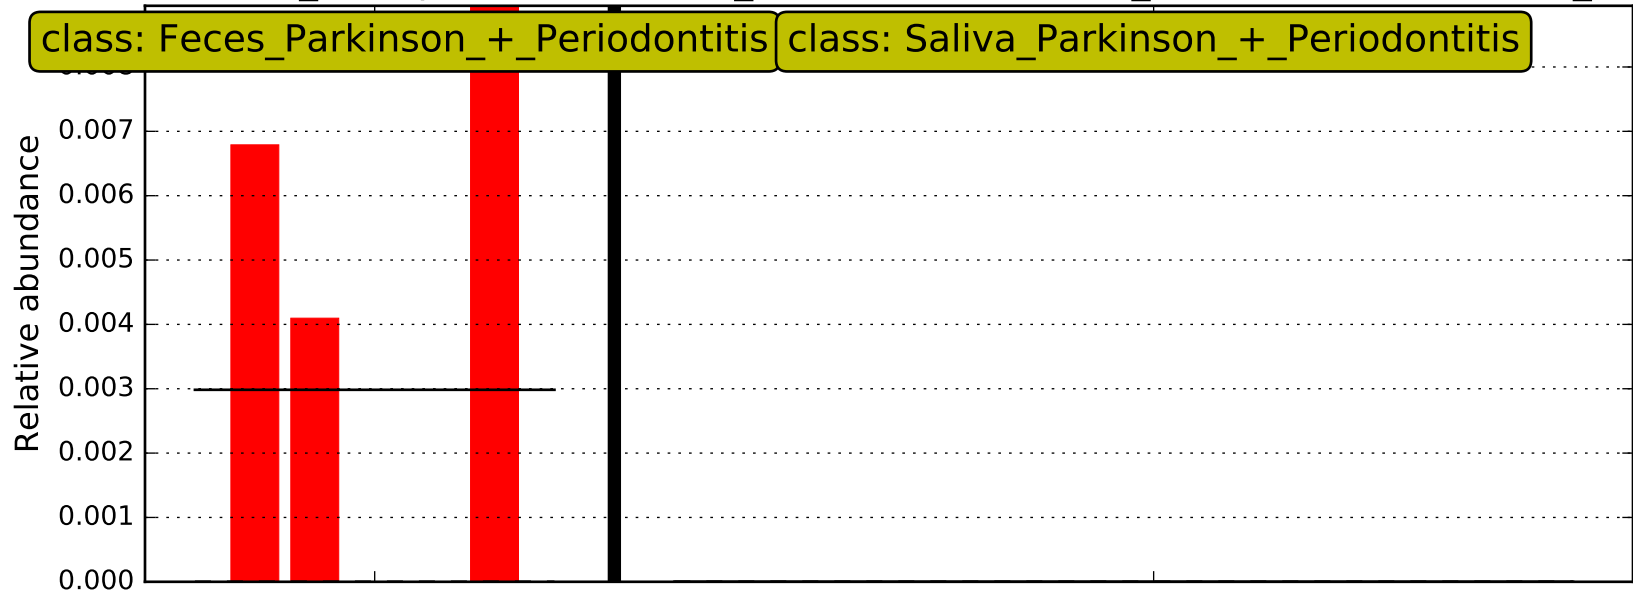 class: Feces_Parkinson_+_Periodontitis
class: Saliva_Parkinson_+_Periodontitis
0.007
0.006
0.005
0.004
0.003
0.002
0.001
0.000
Relative abundance